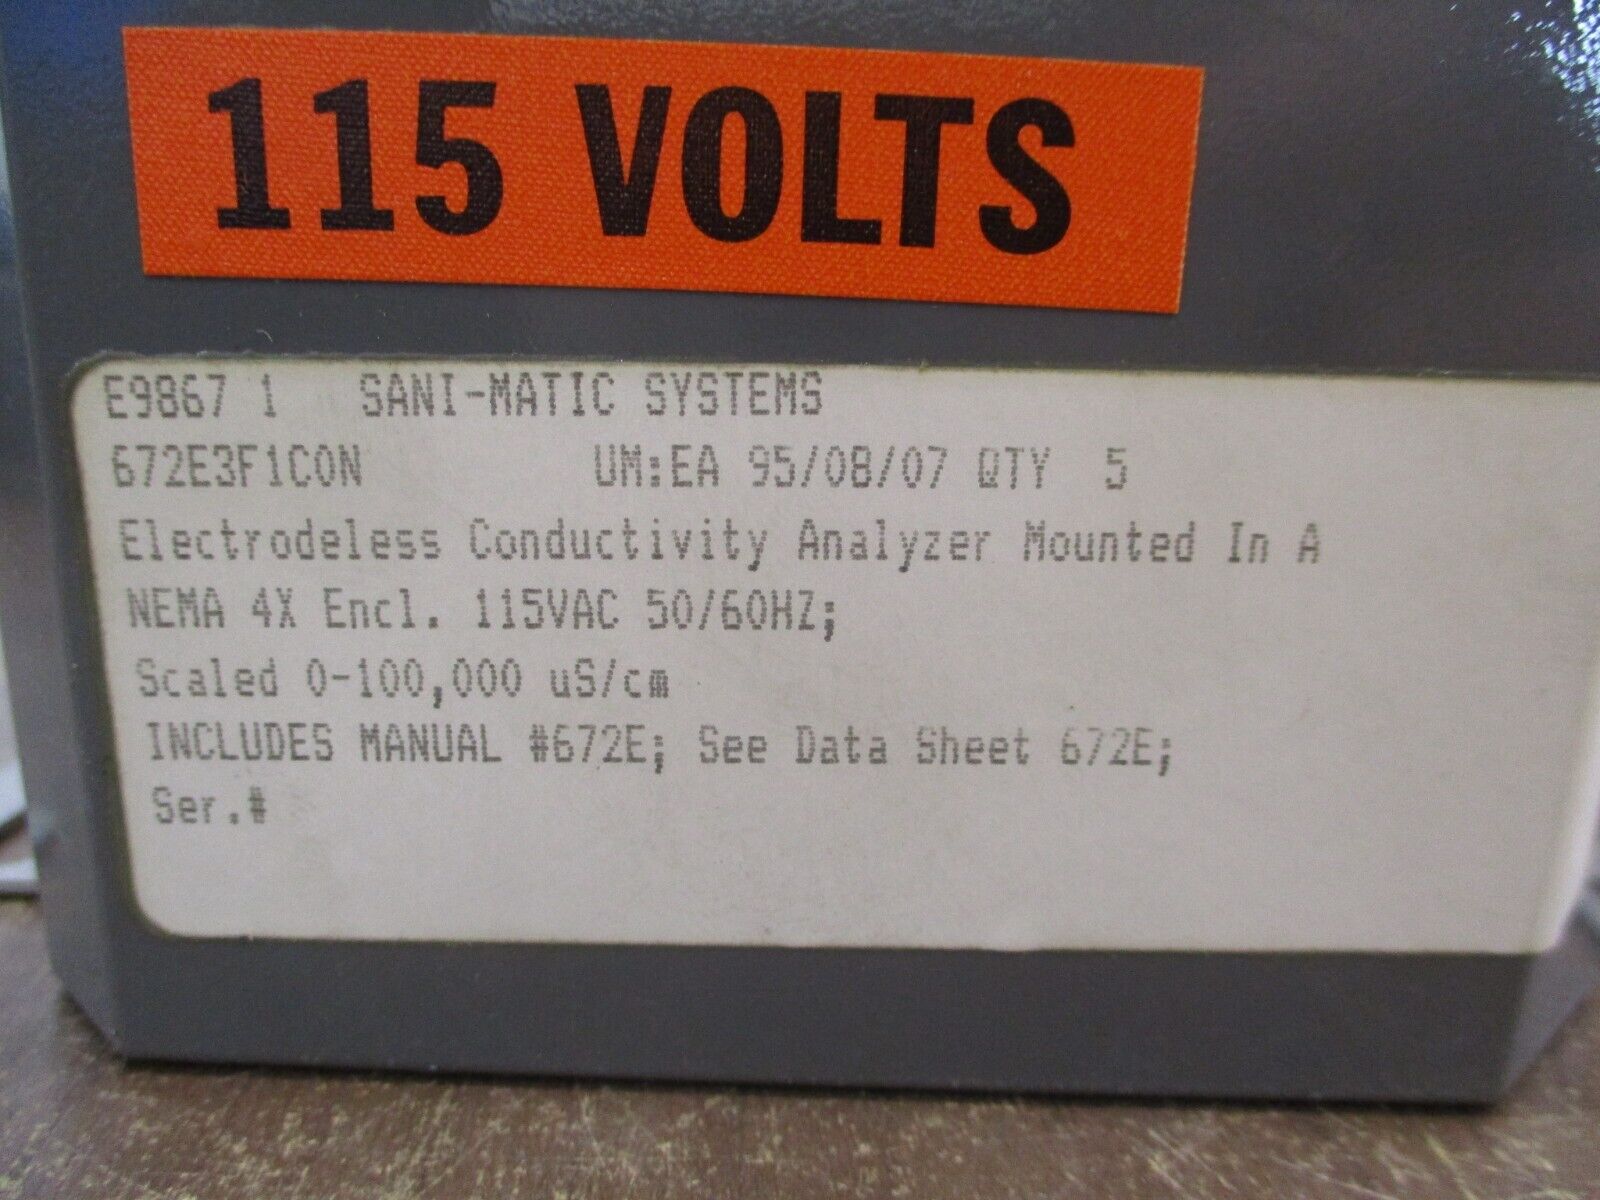 115 VOLTS
E9867 1 SANI-MATIC SYSTEMS
672E3F1CON UM:EA 95/08/07 QTY 5
Electrodeless Conductivity Analyzer Mounted In A
NEMA 4X Encl. 115VAC 50/60HZ;
Scaled 0-100,000 uS/cm
INCLUDES MANUAL #672E; See Data Sheet 672E;
Ser.#